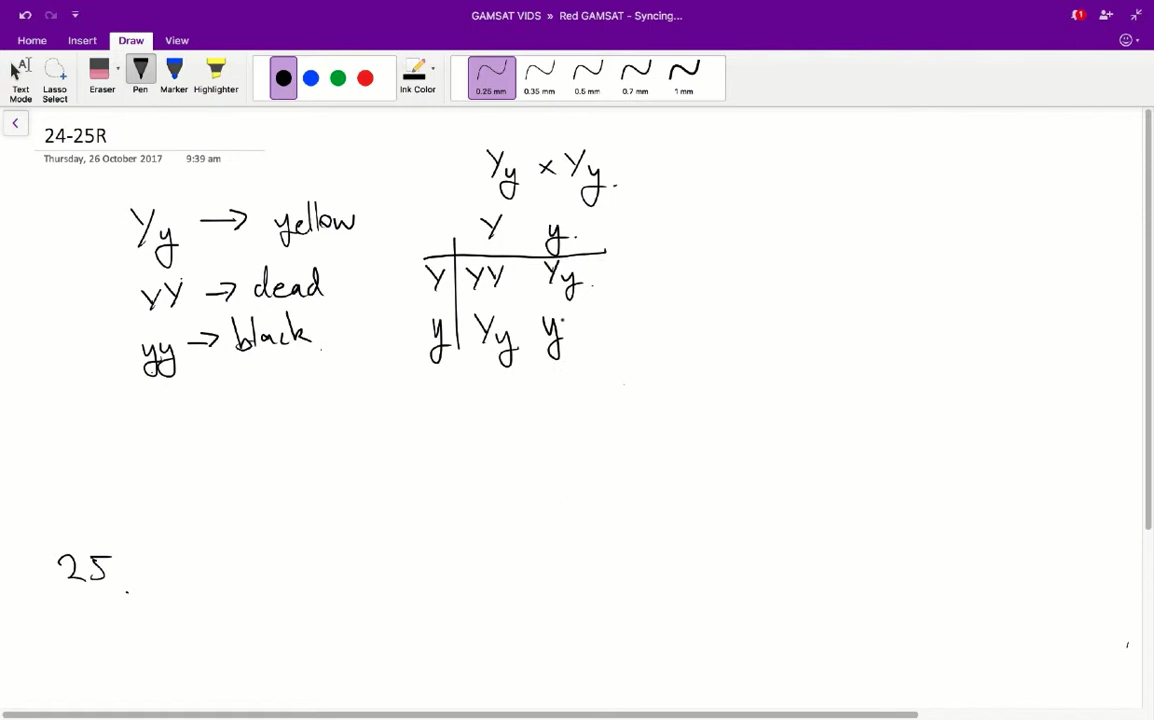 GAMSAT VIDS » Red GAMSAT - Syncing...
1
Home Insert Draw View
Text Mode
Lasso Select
Eraser
Pen
Marker
Highlighter
Ink Color
0.25 mm
0.35 mm
0.5 mm
0.7 mm
1 mm
24-25R
Thursday, 26 October 2017 9:39 am
Yy × Yy.
Yy → yellow
YY → dead
yy → black.
Y y.
Y YY Yy.
y Yy y
25.